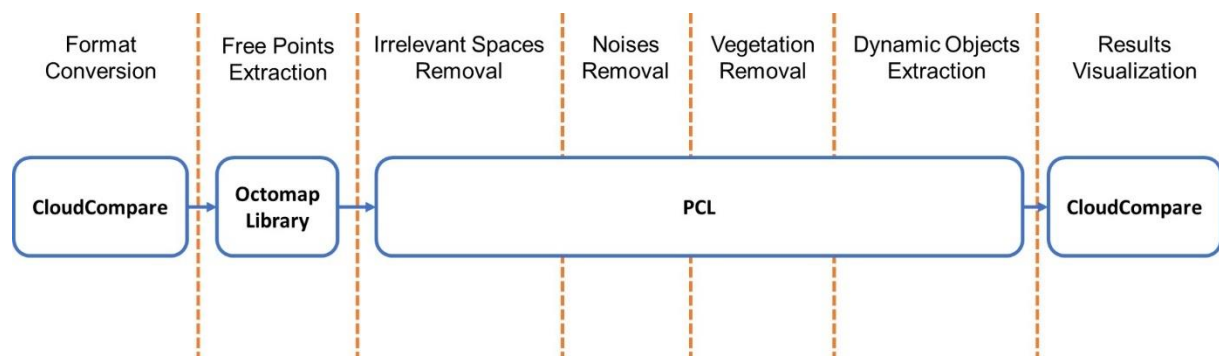 Format
Conversion
Free Points
Extraction
Irrelevant Spaces
Removal
Noises
Removal
Vegetation
Removal
Dynamic Objects
Extraction
Results
Visualization
CloudCompare
Octomap
Library
PCL
CloudCompare